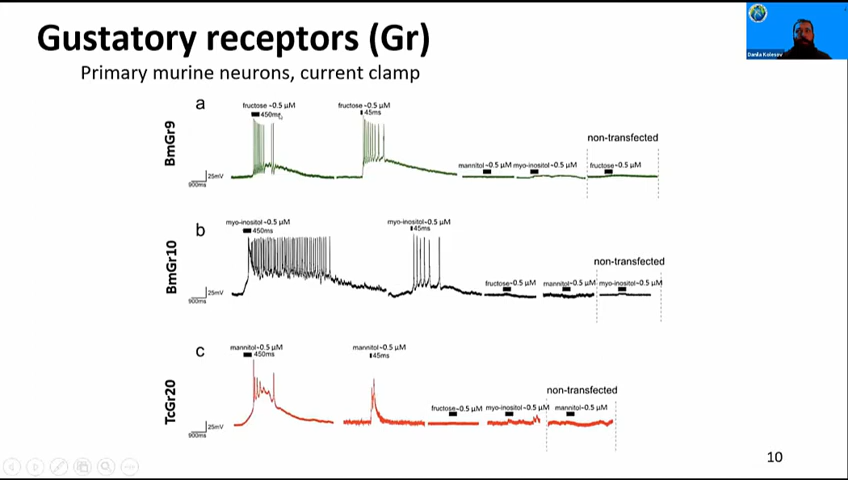 Gustatory receptors (Gr)
Primary murine neurons, current clamp
Danila Kolesov
a
BmGr9
fructose ~0.5 μM
450ms
fructose ~0.5 μM
45ms
mannitol~0.5 μM
myo-inositol ~0.5 μM
non-transfected
fructose~0.5 μM
25mV
900ms
b
BmGr10
myo-inositol ~0.5 μM
450ms
myo-inositol ~0.5 μM
45ms
fructose~0.5 μM
mannitol~0.5 μM
non-transfected
myo-inositol ~0.5 μM
25mV
900ms
c
TcGr20
mannitol~0.5 μM
450ms
mannitol~0.5 μM
45ms
fructose~0.5 μM
myo-inositol ~0.5 μM
non-transfected
mannitol ~0.5 μM
25mV
900ms
10